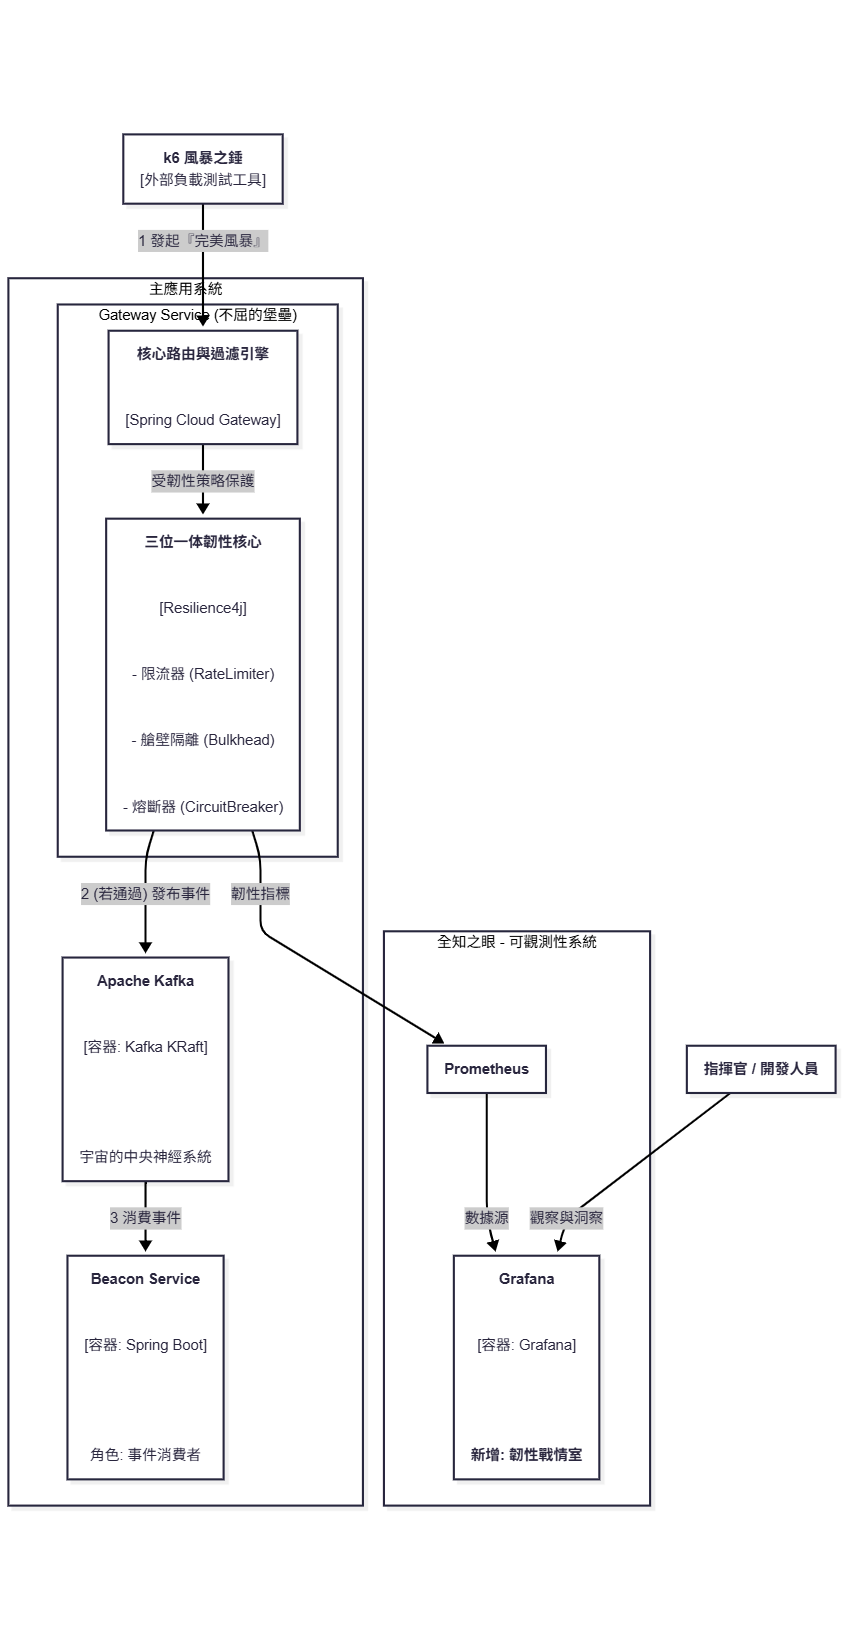 k6 風暴之錘
[外部負載測試工具]
1 發起『完美風暴』
主應用系統
Gateway Service (不屈的堡壘)
核心路由與過濾引擎
[Spring Cloud Gateway]
受韌性策略保護
三位一体韌性核心
[Resilience4j]
- 限流器 (RateLimiter)
- 艙壁隔離 (Bulkhead)
- 熔斷器 (CircuitBreaker)
2 (若通過) 發布事件
韌性指標
Apache Kafka
[容器: Kafka KRaft]
宇宙的中央神經系統
3 消費事件
Beacon Service
[容器: Spring Boot]
角色: 事件消費者
全知之眼 - 可觀測性系統
Prometheus
指揮官 / 開發人員
數據源
觀察與洞察
Grafana
[容器: Grafana]
新增: 韌性戰情室